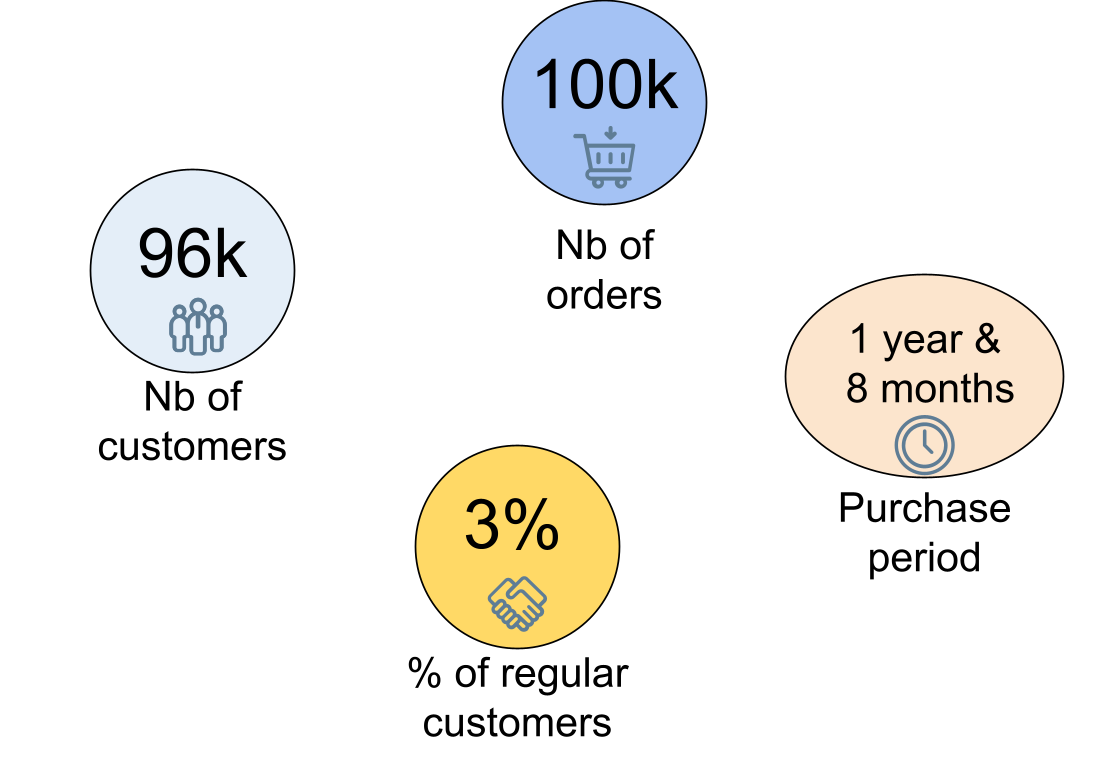 100k
Nb of
orders
96k
Nb of
customers
1 year &
8 months
Purchase
period
3%
% of regular
customers